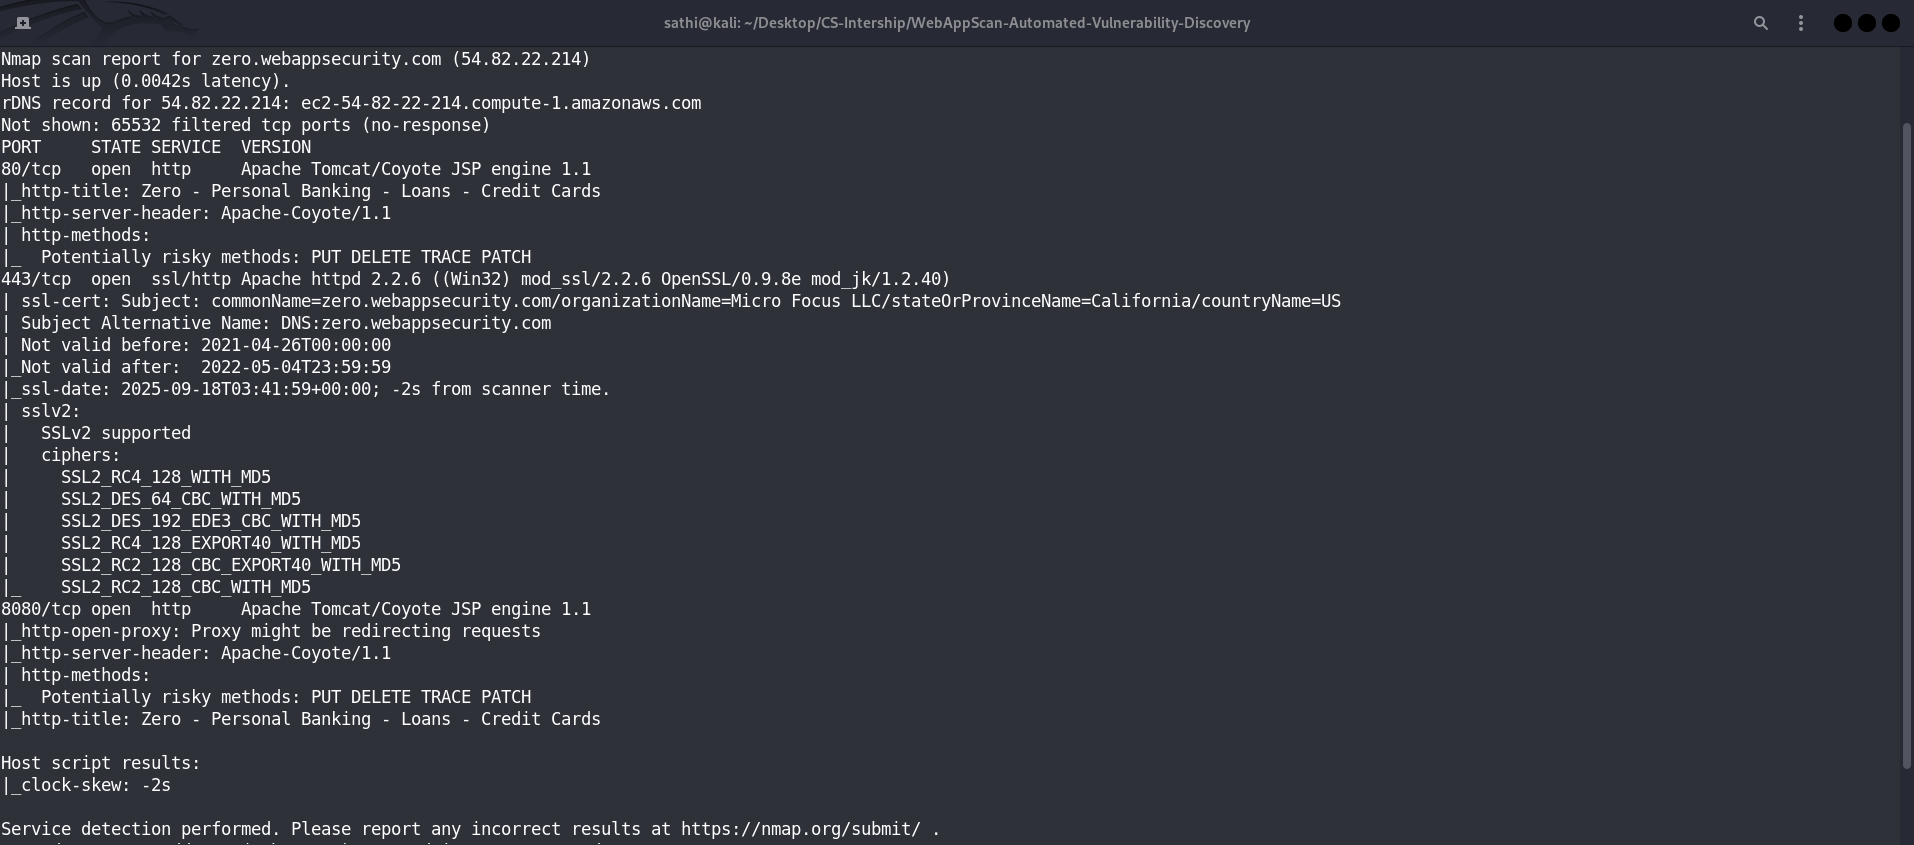 sathi@kali: ~/Desktop/CS-Intership/WebAppScan-Automated-Vulnerability-Discovery
Nmap scan report for zero.webappsecurity.com (54.82.22.214)
Host is up (0.0042s latency).
rDNS record for 54.82.22.214: ec2-54-82-22-214.compute-1.amazonaws.com
Not shown: 65532 filtered tcp ports (no-response)
PORT     STATE SERVICE  VERSION
80/tcp   open  http     Apache Tomcat/Coyote JSP engine 1.1
|_http-title: Zero - Personal Banking - Loans - Credit Cards
|_http-server-header: Apache-Coyote/1.1
| http-methods:
|_  Potentially risky methods: PUT DELETE TRACE PATCH
443/tcp  open  ssl/http Apache httpd 2.2.6 ((Win32) mod_ssl/2.2.6 OpenSSL/0.9.8e mod_jk/1.2.40)
| ssl-cert: Subject: commonName=zero.webappsecurity.com/organizationName=Micro Focus LLC/stateOrProvinceName=California/countryName=US
| Subject Alternative Name: DNS:zero.webappsecurity.com
| Not valid before: 2021-04-26T00:00:00
|_Not valid after:  2022-05-04T23:59:59
|_ssl-date: 2025-09-18T03:41:59+00:00; -2s from scanner time.
| sslv2:
|   SSLv2 supported
|   ciphers:
|     SSL2_RC4_128_WITH_MD5
|     SSL2_DES_64_CBC_WITH_MD5
|     SSL2_DES_192_EDE3_CBC_WITH_MD5
|     SSL2_RC4_128_EXPORT40_WITH_MD5
|     SSL2_RC2_128_CBC_EXPORT40_WITH_MD5
|_    SSL2_RC2_128_CBC_WITH_MD5
8080/tcp open  http     Apache Tomcat/Coyote JSP engine 1.1
|_http-open-proxy: Proxy might be redirecting requests
|_http-server-header: Apache-Coyote/1.1
| http-methods:
|_  Potentially risky methods: PUT DELETE TRACE PATCH
|_http-title: Zero - Personal Banking - Loans - Credit Cards
Host script results:
|_clock-skew: -2s
Service detection performed. Please report any incorrect results at https://nmap.org/submit/ .